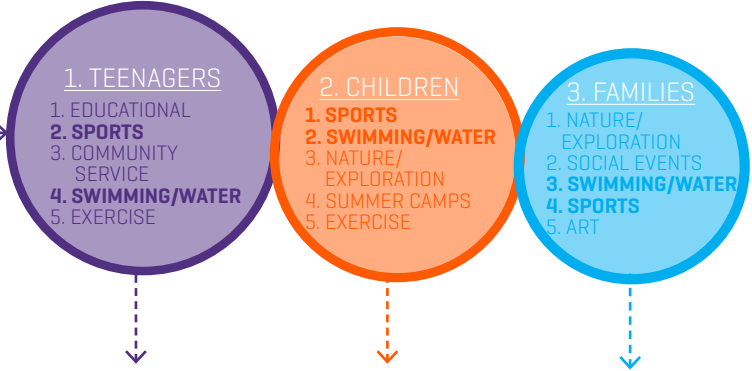 1. TEENAGERS
1. EDUCATIONAL
2. SPORTS
3. COMMUNITY
SERVICE
4. SWIMMING/WATER
5. EXERCISE
2. CHILDREN
1. SPORTS
2. SWIMMING/WATER
3. NATURE/
EXPLORATION
4. SUMMER CAMPS
5. EXERCISE
3. FAMILIES
1. NATURE/
EXPLORATION
2. SOCIAL EVENTS
3. SWIMMING/WATER
4. SPORTS
5. ART